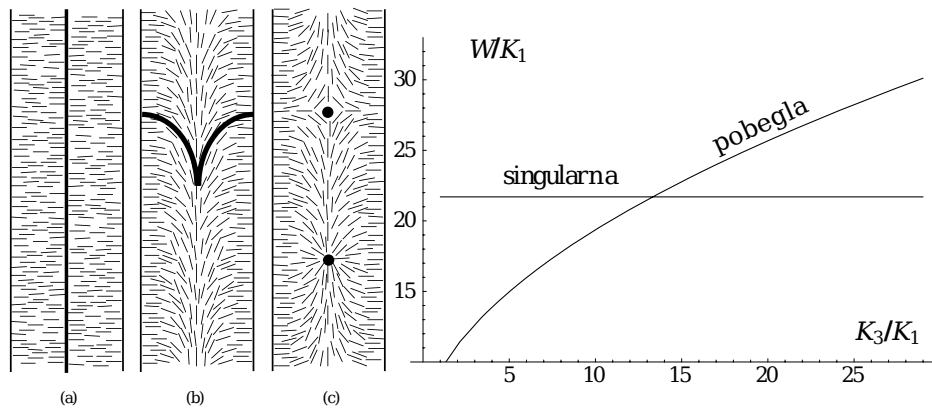 W/K₁
30
pobegla
25
singularna
20
15
K₃/K₁
5 10 15 20 25
(a) (b) (c)